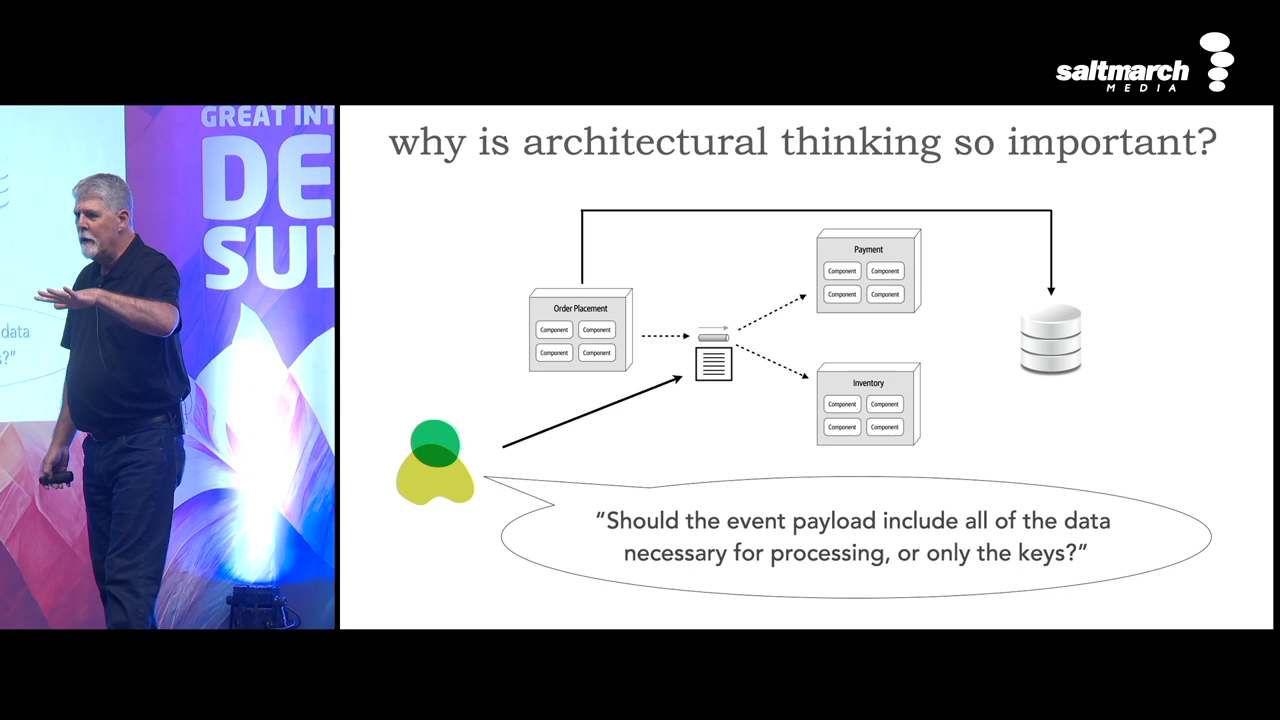 saltmarch
MEDIA
GREAT INT
DE
SUI
data
?"
why is architectural thinking so important?
Order Placement
Component Component
Component Component
Payment
Component Component
Component Component
Inventory
Component Component
Component Component
“Should the event payload include all of the data
necessary for processing, or only the keys?”